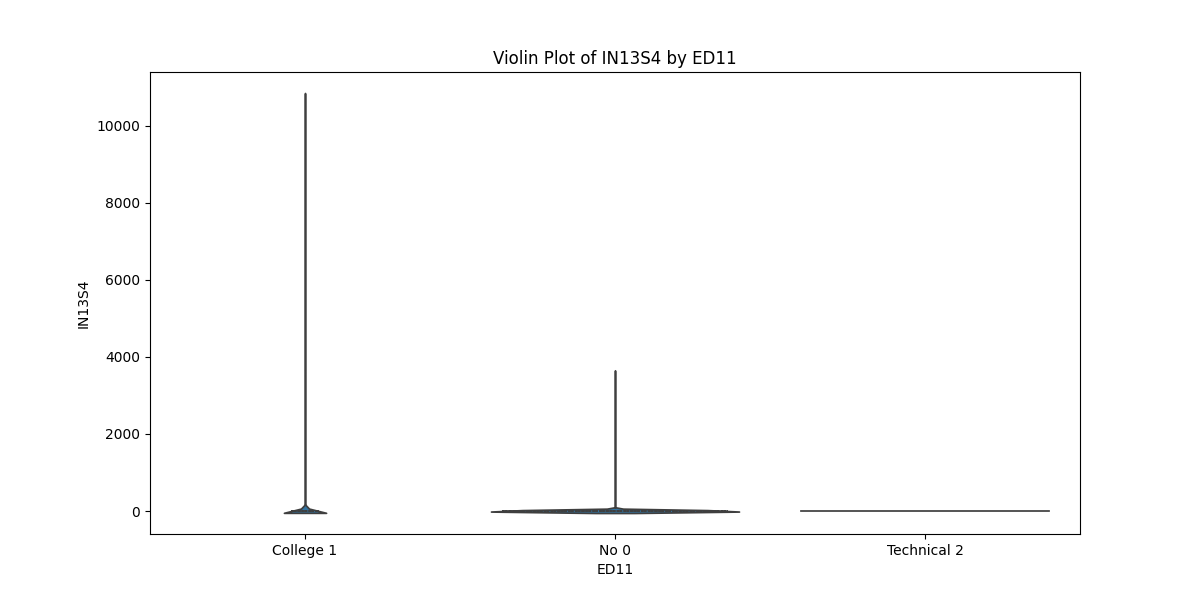 Violin Plot of IN13S4 by ED11
10000
8000
6000
4000
2000
0
IN13S4
College 1
No 0
Technical 2
ED11